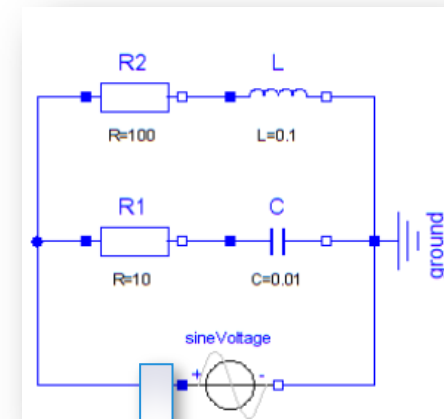 R2 L
R=100 L=0.1
R1 C
R=10 C=0.01
ground
sineVoltage
+ -